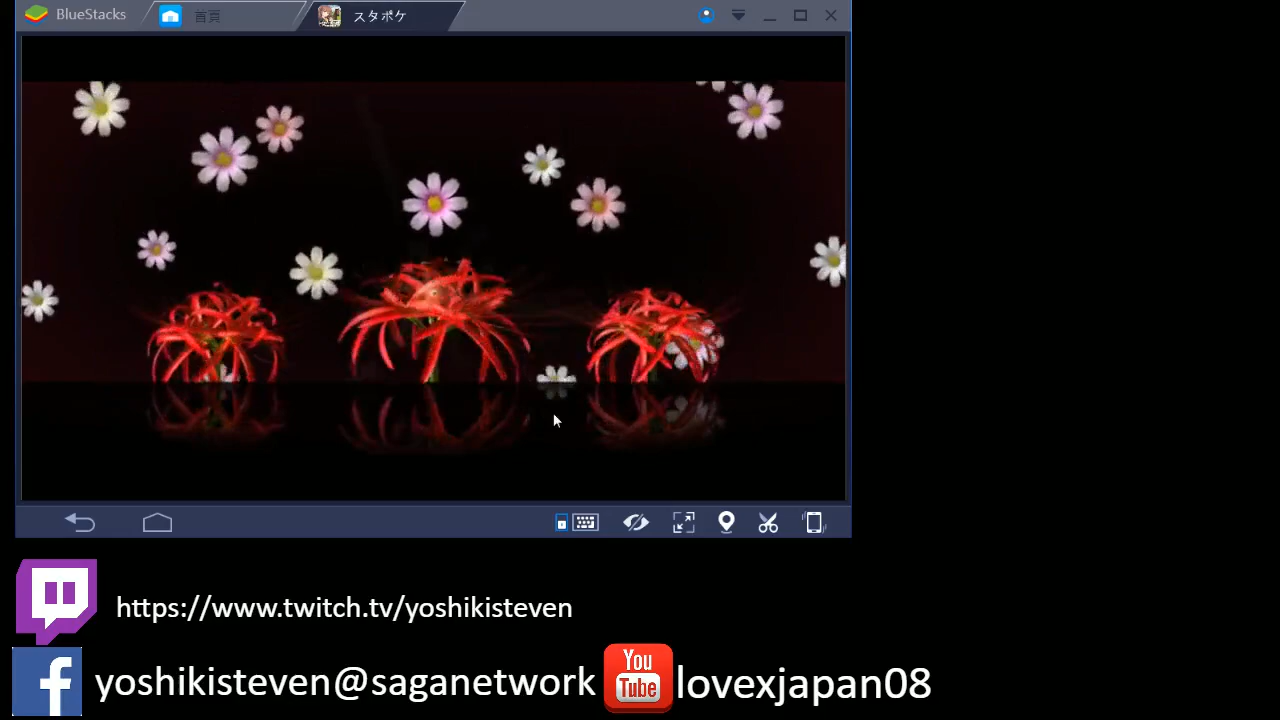 BlueStacks
首頁
スタポケ
https://www.twitch.tv/yoshikisteven
yoshikisteven@saganetwork
You
Tube
lovexjapan08